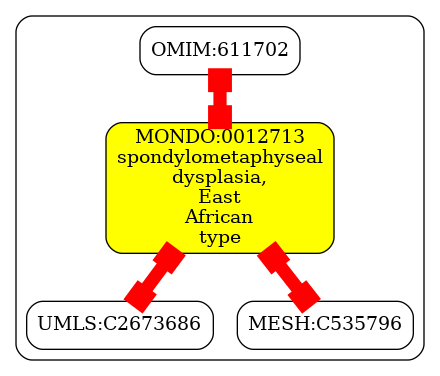 OMIM:611702
MONDO:0012713
spondylometaphyseal
dysplasia,
East
African
type
UMLS:C2673686
MESH:C535796